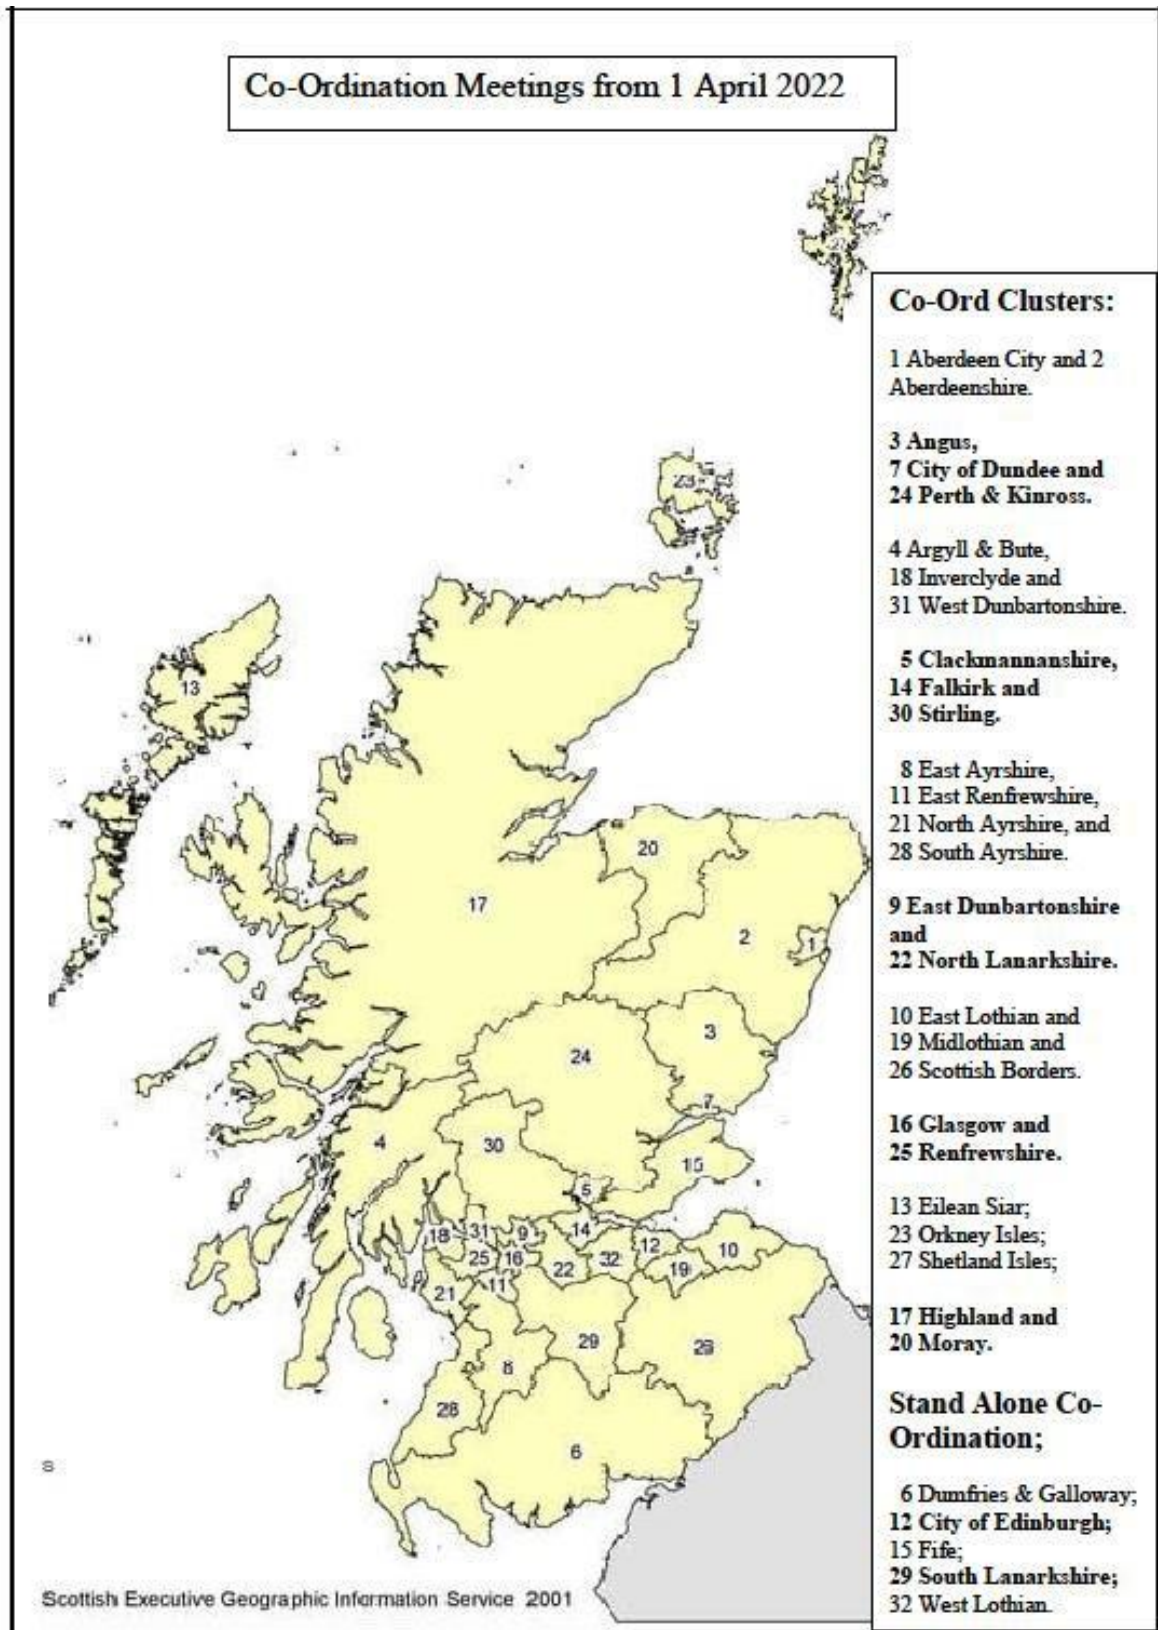 Co-Ordination Meetings from 1 April 2022
Co-Ord Clusters:
1 Aberdeen City and 2
Aberdeenshire.
3 Angus,
7 City of Dundee and
24 Perth & Kinross.
4 Argyll & Bute,
18 Inverclyde and
31 West Dunbartonshire.
5 Clackmannanshire,
14 Falkirk and
30 Stirling.
8 East Ayrshire,
11 East Renfrewshire,
21 North Ayrshire, and
28 South Ayrshire.
9 East Dunbartonshire
and
22 North Lanarkshire.
10 East Lothian and
19 Midlothian and
26 Scottish Borders.
16 Glasgow and
25 Renfrewshire.
13 Eilean Siar;
23 Orkney Isles;
27 Shetland Isles;
17 Highland and
20 Moray.
Stand Alone Co-
Ordination;
6 Dumfries & Galloway;
12 City of Edinburgh;
15 Fife;
29 South Lanarkshire;
32 West Lothian.
27
23
13
20
17
2
1
3
24
7
4
30
15
5
18
31
9
14
12
10
25
16
22
32
19
21
11
29
26
8
28
6
Scottish Executive Geographic Information Service 2001